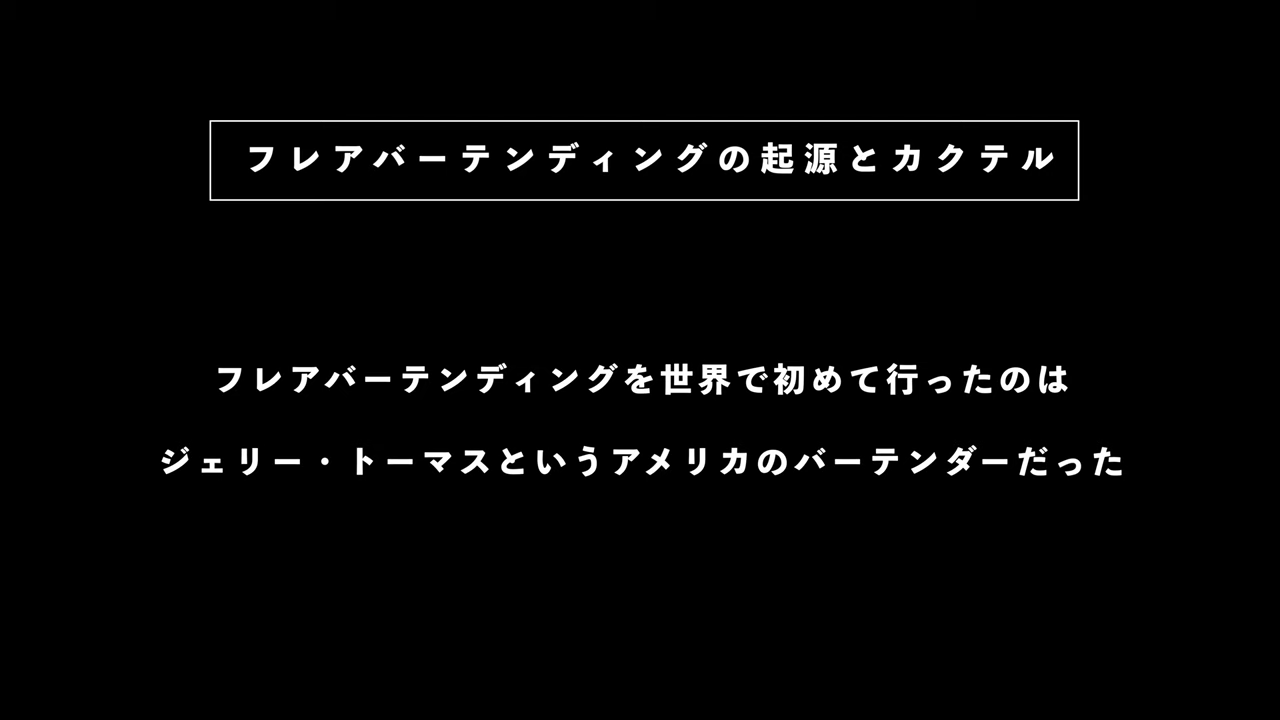 フレアバーテンディングの起源とカクテル
フレアバーテンディングを世界で初めて行ったのは
ジェリー・トーマスというアメリカのバーテンダーだった